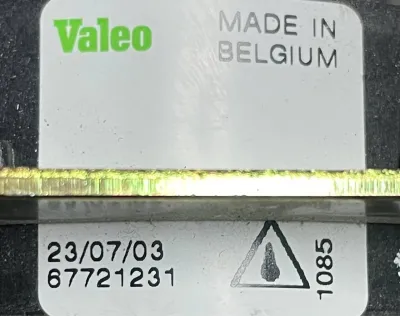 Valeo
MADE IN
BELGIUM
23/07/03
67721231
1085